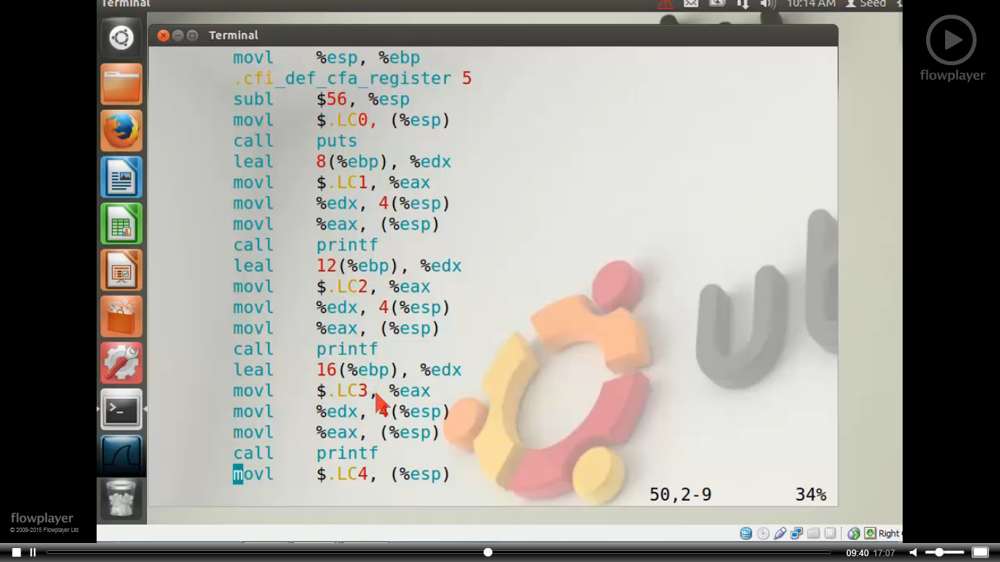 Terminal
10:14 AM
Seed
Terminal
movl %esp, %ebp
.cfi_def_cfa_register 5
subl $56, %esp
movl $.LC0, (%esp)
call puts
leal 8(%ebp), %edx
movl $.LC1, %eax
movl %edx, 4(%esp)
movl %eax, (%esp)
call printf
leal 12(%ebp), %edx
movl $.LC2, %eax
movl %edx, 4(%esp)
movl %eax, (%esp)
call printf
leal 16(%ebp), %edx
movl $.LC3, %eax
movl %edx, 4(%esp)
movl %eax, (%esp)
call printf
movl $.LC4, (%esp)
50,2-9 34%
ub
flowplayer
flowplayer
© 2008-2015 Flowplayer Ltd
Right
09:40 17:07